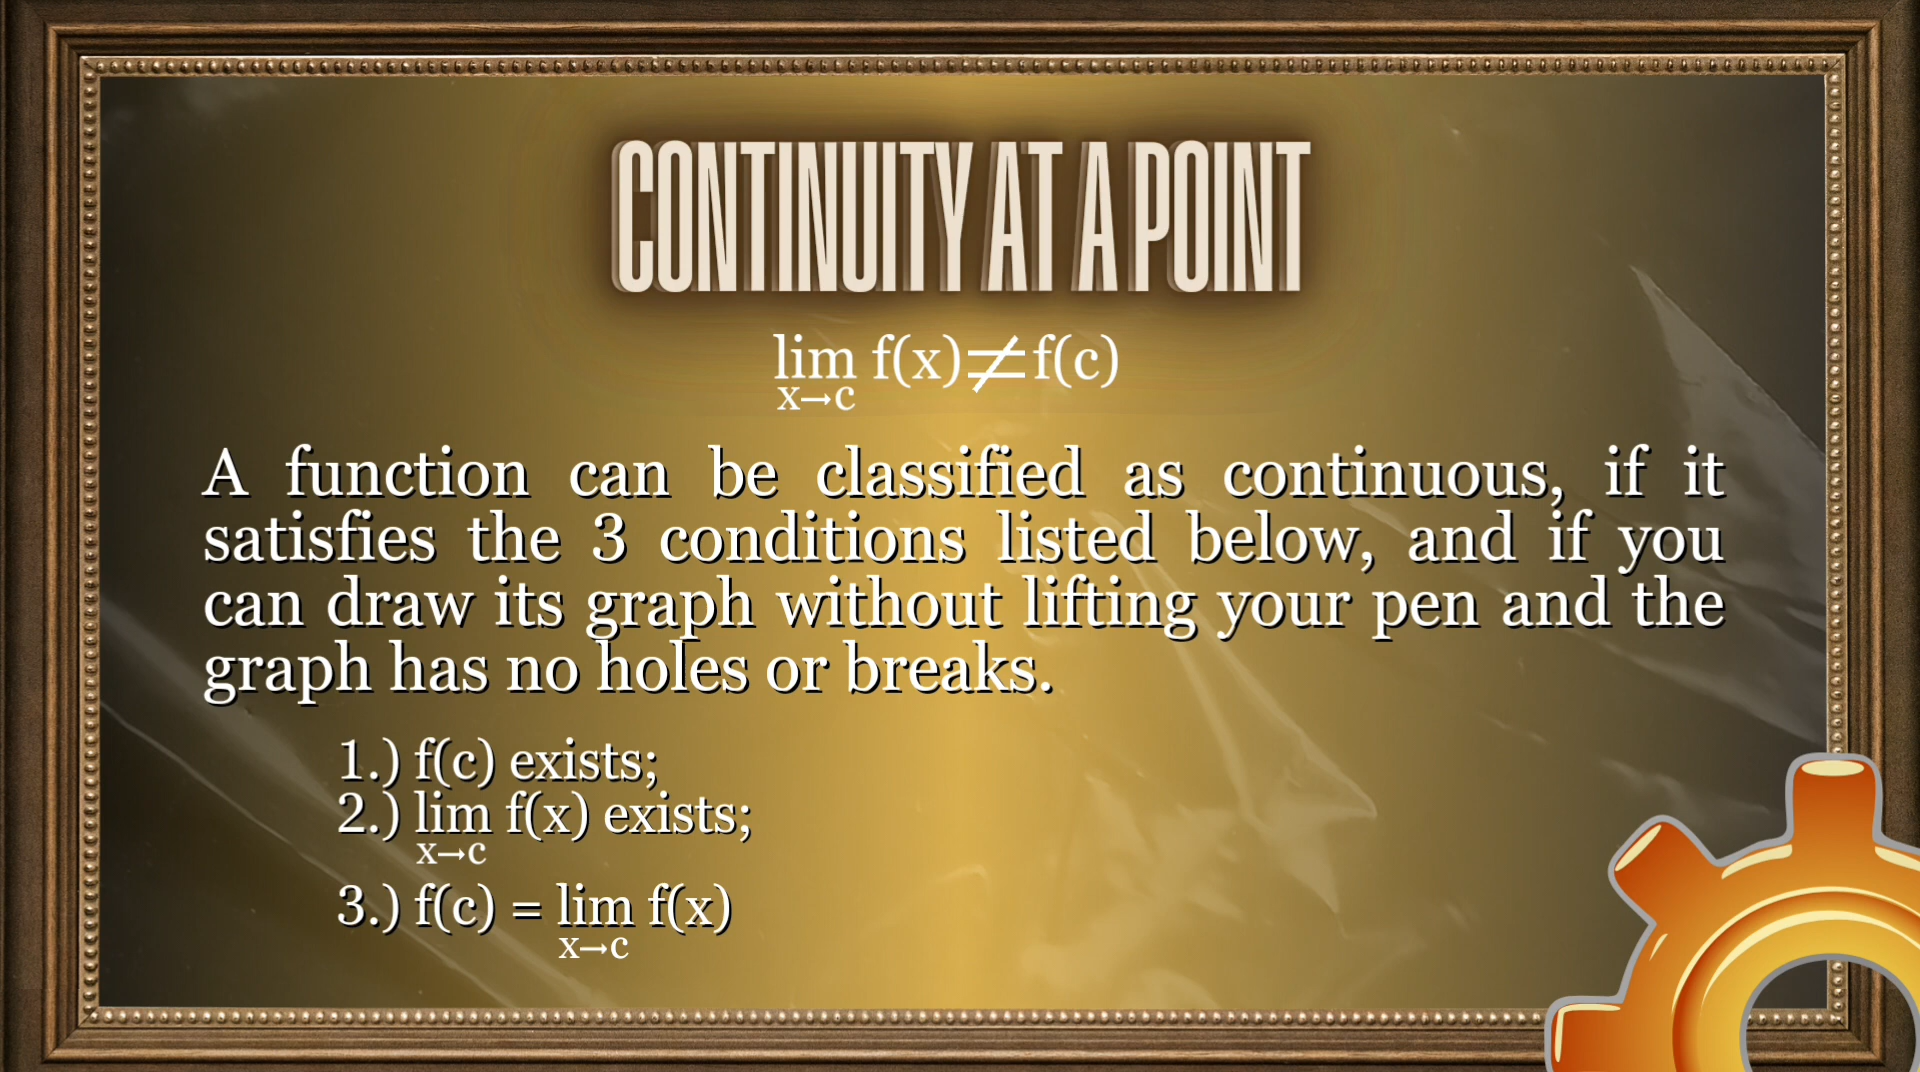 CONTINUITY AT A POINT
lim f(x)≠f(c)
x→c
A function can be classified as continuous, if it
satisfies the 3 conditions listed below, and if you
can draw its graph without lifting your pen and the
graph has no holes or breaks.
1.) f(c) exists;
2.) lim f(x) exists;
x→c
3.) f(c) = lim f(x)
x→c